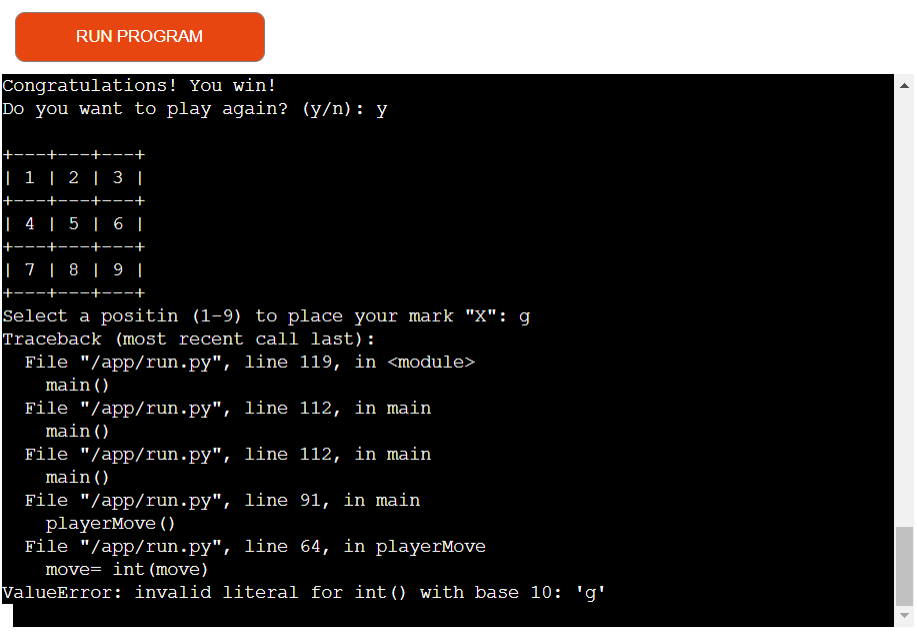 RUN PROGRAM
Congratulations! You win!
Do you want to play again? (y/n): y
+---+---+---+
| 1 | 2 | 3 |
+---+---+---+
| 4 | 5 | 6 |
+---+---+---+
| 7 | 8 | 9 |
+---+---+---+
Select a positin (1-9) to place your mark "X": g
Traceback (most recent call last):
  File "/app/run.py", line 119, in <module>
    main()
  File "/app/run.py", line 112, in main
    main()
  File "/app/run.py", line 112, in main
    main()
  File "/app/run.py", line 91, in main
    playerMove()
  File "/app/run.py", line 64, in playerMove
    move= int(move)
ValueError: invalid literal for int() with base 10: 'g'